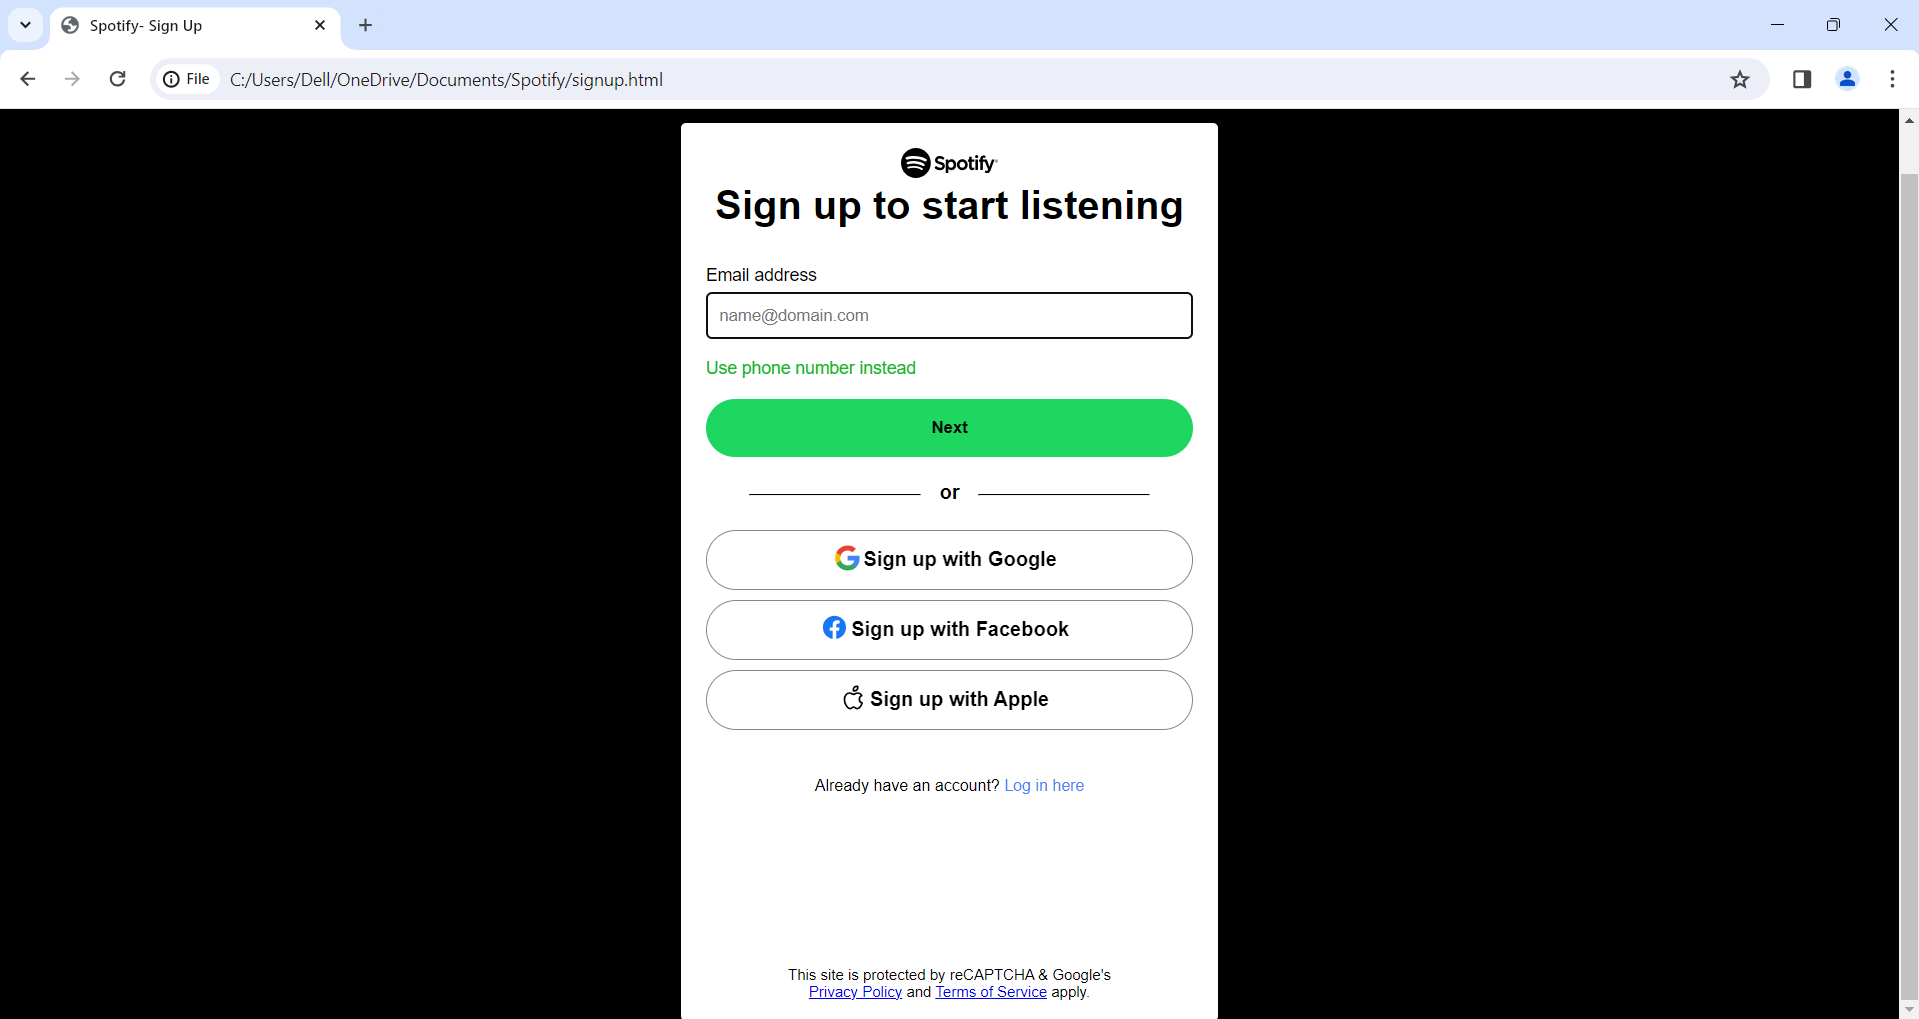 Spotify- Sign Up
File
C:/Users/Dell/OneDrive/Documents/Spotify/signup.html
Spotify
Sign up to start listening
Email address
name@domain.com
Use phone number instead
Next
or
Sign up with Google
Sign up with Facebook
Sign up with Apple
Already have an account? Log in here
This site is protected by reCAPTCHA & Google's
Privacy Policy and Terms of Service apply.